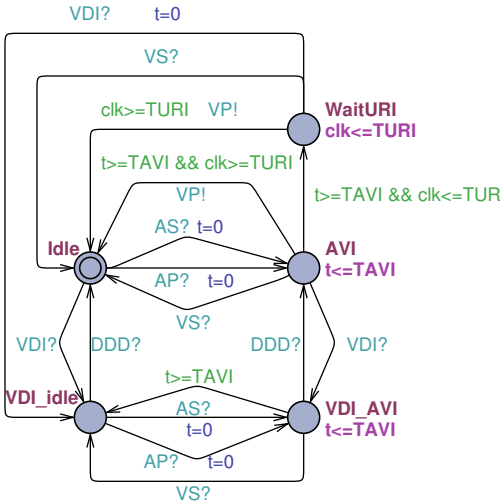 VDI? t=0
VS?
WaitURI
clk>=TURI VP!
clk<=TURI
t>=TAVI && clk>=TURI
VP!
t>=TAVI && clk<=TUR
AS? t=0
Idle
AVI
AP? t=0
t<=TAVI
VS?
VDI? DDD? DDD? VDI?
t>=TAVI
VDI_idle
AS?
VDI_AVI
t=0
t<=TAVI
AP? t=0
VS?